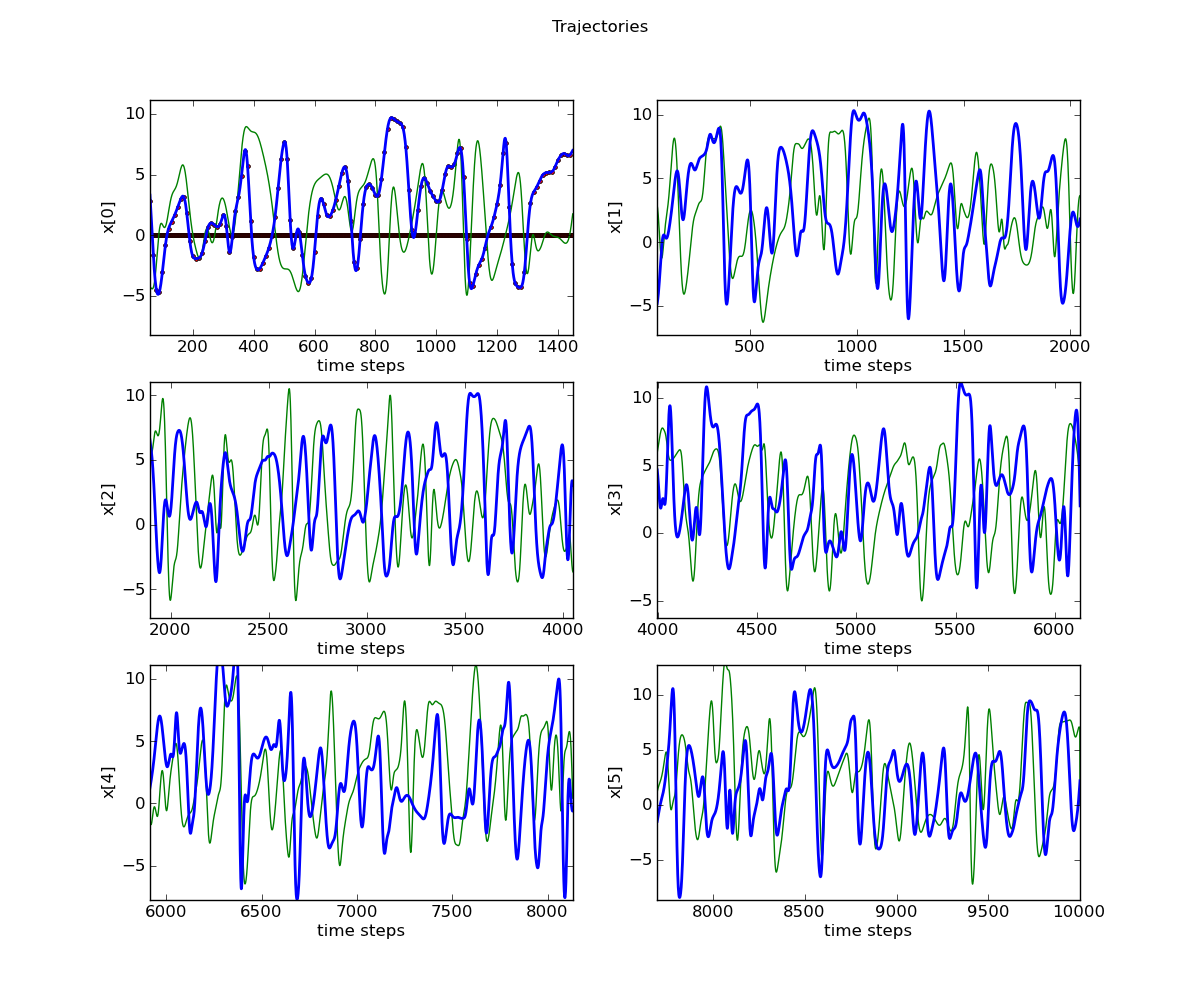 Trajectories
x[0]
10
5
0
−5
200 400 600 800 1000 1200 1400
time steps
x[1]
10
5
0
−5
500 1000 1500 2000
time steps
x[2]
10
5
0
−5
2000 2500 3000 3500 4000
time steps
x[3]
10
5
0
−5
4000 4500 5000 5500 6000
time steps
x[4]
10
5
0
−5
6000 6500 7000 7500 8000
time steps
x[5]
10
5
0
−5
8000 8500 9000 9500 10000
time steps